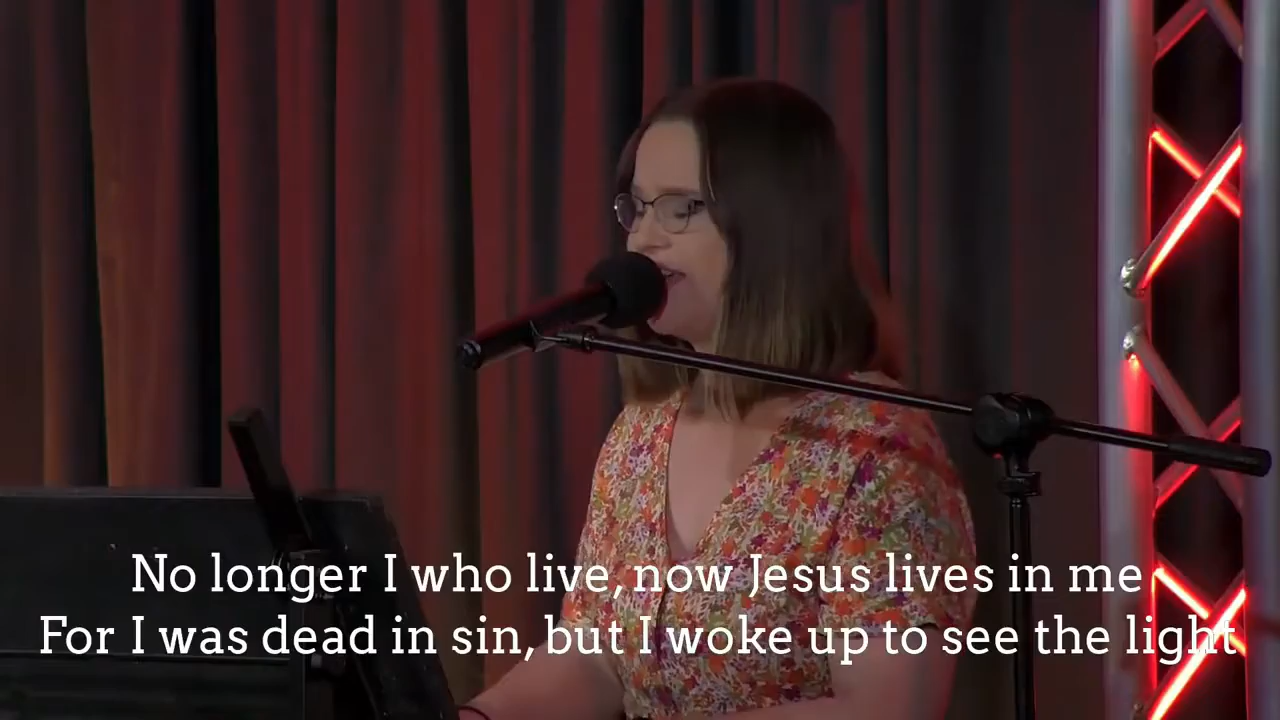 No longer I who live, now Jesus lives in me
For I was dead in sin, but I woke up to see the light